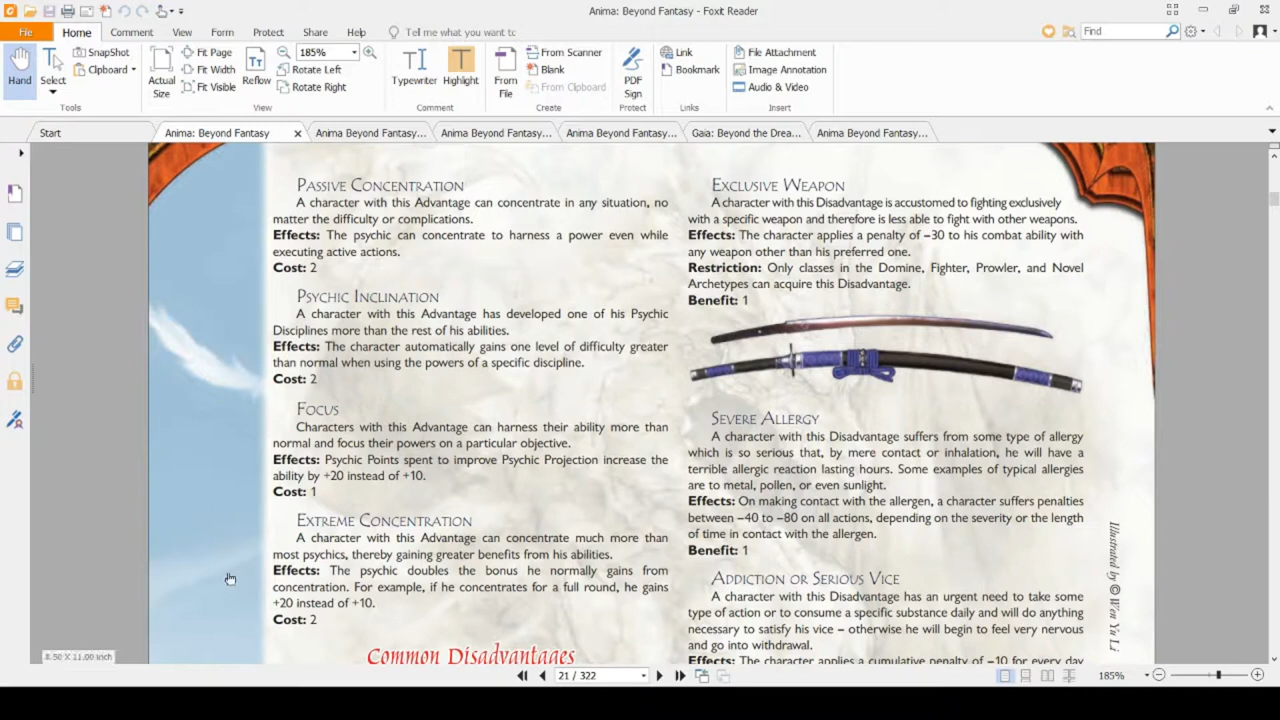 Anima: Beyond Fantasy - Foxit Reader
File
Home
Comment
View
Form
Protect
Share
Help
Tell me what you want tc
Find
Hand
Select
SnapShot
Clipboard
Tools
Actual
Size
Fit Page
Fit Width
Fit Visible
Reflow
185%
Rotate Left
Rotate Right
View
Typewriter
Highlight
Comment
From
File
From Scanner
Blank
From Clipboard
Create
PDF
Sign
Protect
Link
Bookmark
Links
File Attachment
Image Annotation
Audio & Video
Insert
Start
Anima: Beyond Fantasy
Anima Beyond Fantasy...
Anima Beyond Fantasy...
Anima Beyond Fantasy...
Gaïa: Beyond the Drea...
Anima Beyond Fantasy...
Passive Concentration
A character with this Advantage can concentrate in any situation, no
matter the difficulty or complications.
Effects: The psychic can concentrate to harness a power even while
executing active actions.
Cost: 2
Psychic Inclination
A character with this Advantage has developed one of his Psychic
Disciplines more than the rest of his abilities.
Effects: The character automatically gains one level of difficulty greater
than normal when using the powers of a specific discipline.
Cost: 2
Focus
Characters with this Advantage can harness their ability more than
normal and focus their powers on a particular objective.
Effects: Psychic Points spent to improve Psychic Projection increase the
ability by +20 instead of +10.
Cost: 1
Extreme Concentration
A character with this Advantage can concentrate much more than
most psychics, thereby gaining greater benefits from his abilities.
Effects: The psychic doubles the bonus he normally gains from
concentration. For example, if he concentrates for a full round, he gains
+20 instead of +10.
Cost: 2
Common Disadvantages
Exclusive Weapon
A character with this Disadvantage is accustomed to fighting exclusively
with a specific weapon and therefore is less able to fight with other weapons.
Effects: The character applies a penalty of –30 to his combat ability with
any weapon other than his preferred one.
Restriction: Only classes in the Domine, Fighter, Prowler, and Novel
Archetypes can acquire this Disadvantage.
Benefit: 1
Severe Allergy
A character with this Disadvantage suffers from some type of allergy
which is so serious that, by mere contact or inhalation, he will have a
terrible allergic reaction lasting hours. Some examples of typical allergies
are to metal, pollen, or even sunlight.
Effects: On making contact with the allergen, a character suffers penalties
between –40 to –80 on all actions, depending on the severity or the length
of time in contact with the allergen.
Benefit: 1
Addiction or Serious Vice
A character with this Disadvantage has an urgent need to take some
type of action or to consume a specific substance daily and will do anything
necessary to satisfy his vice – otherwise he will begin to feel very nervous
and go into withdrawal.
Effects: The character applies a cumulative penalty of –10 for every day
Illustrated by © Wen Yu Li
8.50 X 11.00 inch
21 / 322
185%